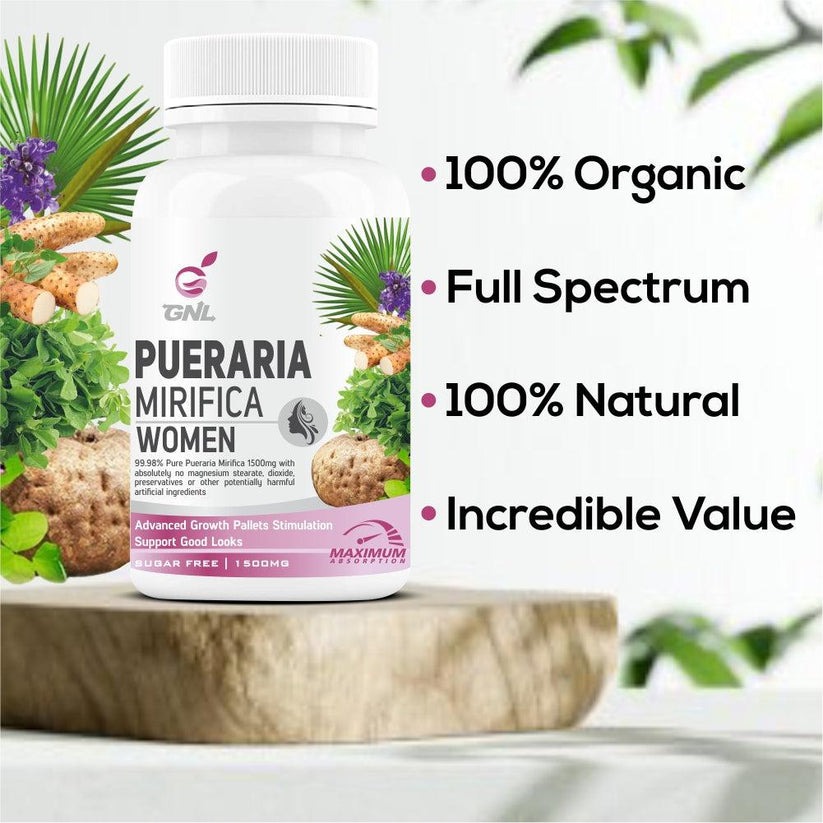 GNL
PUERARIA
MIRIFICA
WOMEN
99.98% Pure Pueraria Mirifica 1500mg with
absolutely no magnesium stearate, dioxide,
preservatives or other potentially harmful
artificial ingredients
Advanced Growth Pallets Stimulation
Support Good Looks
SUGAR FREE | 1500MG
MAXIMUM
ABSORPTION
• 100% Organic
• Full Spectrum
• 100% Natural
• Incredible Value